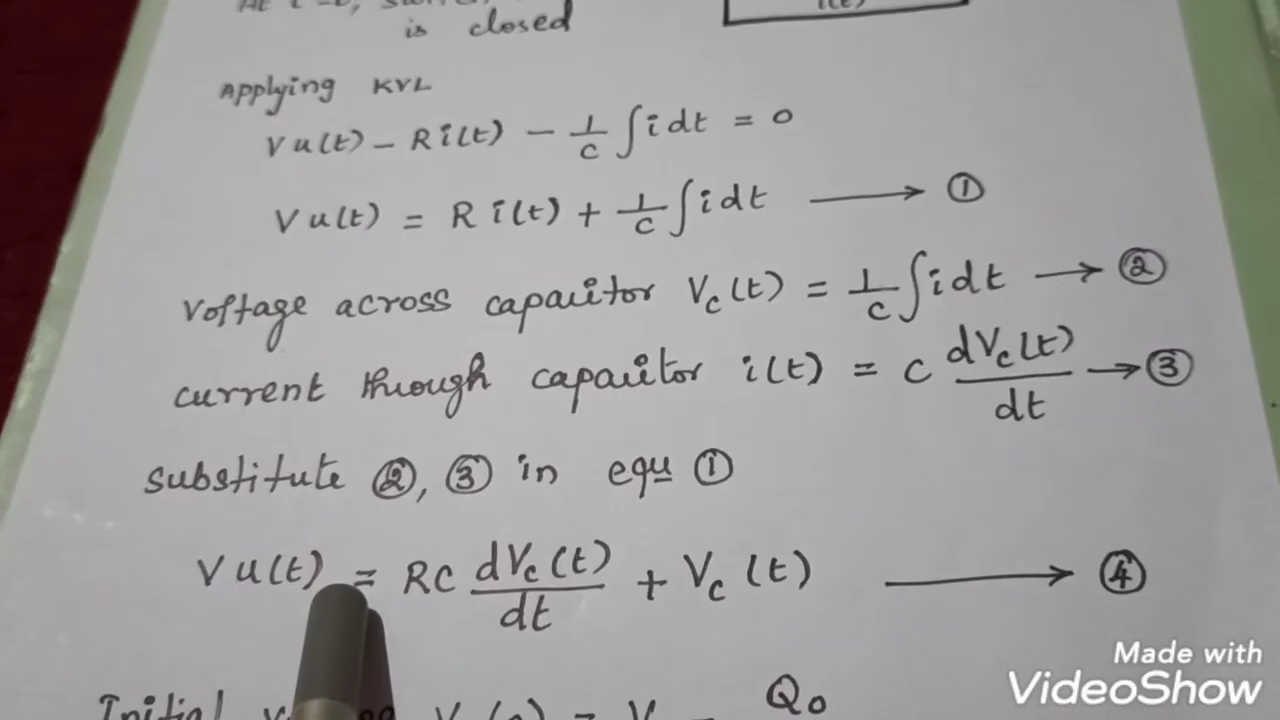 is closed
i(t)
Applying KVL
V u(t) - R i(t) - 1/C ∫ i dt = 0
V u(t) = R i(t) + 1/C ∫ i dt ⟶ ①
Voltage across capacitor Vc(t) = 1/C ∫ i dt → ②
current through capacitor i(t) = C dVc(t)/dt → ③
substitute ②, ③ in equ ①
V u(t) = RC dVc(t)/dt + Vc(t) ⟶ ④
Made with
VideoShow
Initial = Q0